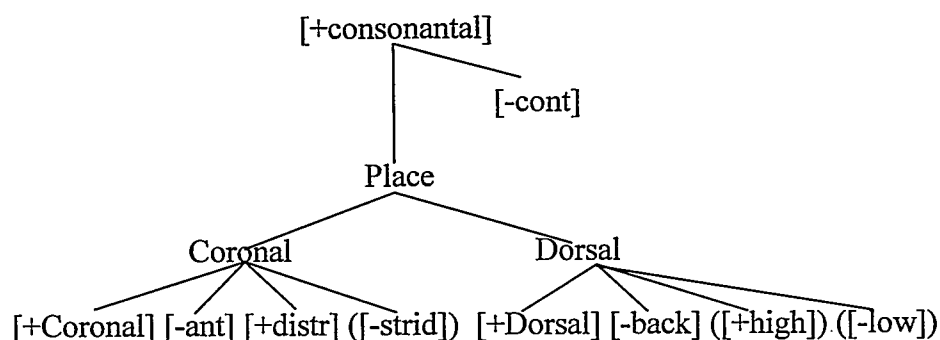 [+consonantal]
[-cont]
Place
Coronal Dorsal
[+Coronal] [-ant] [+distr] ([-strid]) [+Dorsal] [-back] ([+high]) ([-low])